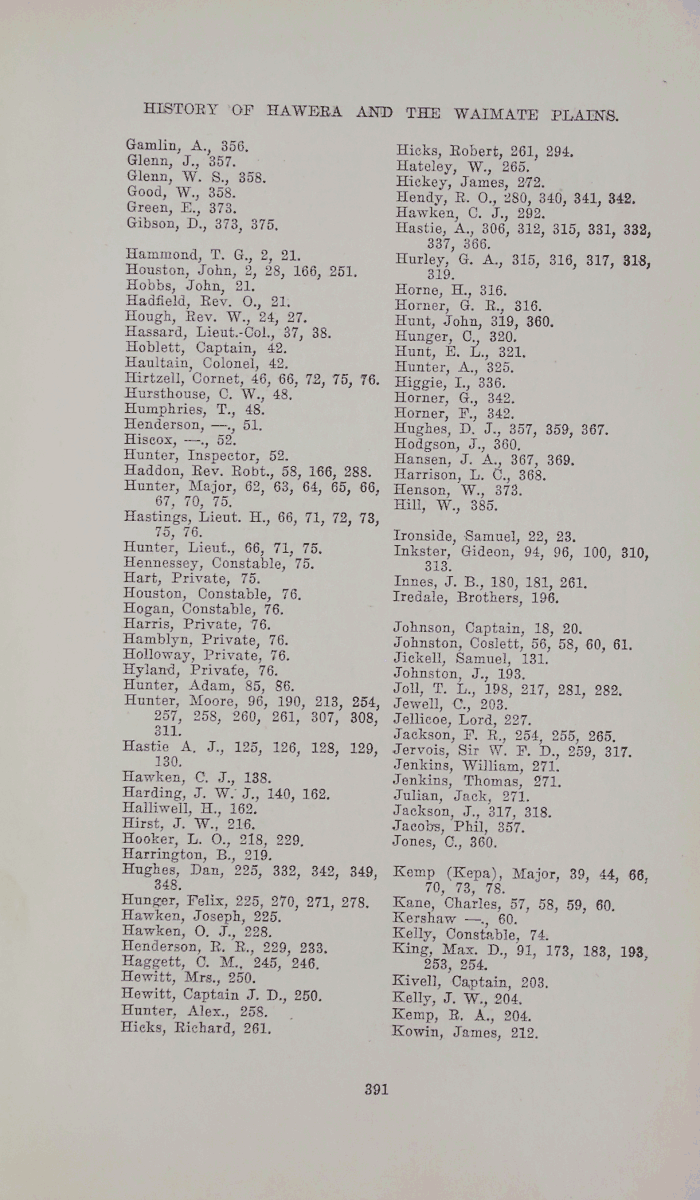 HISTORY OF HAWERA AND THE WAIMATE PLAINS.
Gamlin, A., 356.
Glenn, J., 357.
Glenn, W. S., 358.
Good, W., 358.
Green, E., 373.
Gibson, D., 373, 375.
Hammond, T. G., 2, 21.
Houston, John, 2, 28, 166, 251.
Hobbs, John, 21.
Hadfield, Rev. O., 21.
Hough, Rev. W., 24, 27.
Hassard, Lieut.-Col., 37, 38.
Hoblett, Captain, 42.
Haultain, Colonel, 42.
Hirtzell, Cornet, 46, 66, 72, 75, 76.
Hursthouse, C. W., 48.
Humphries, T., 48.
Henderson, —., 51.
Hiscox, —., 52.
Hunter, Inspector, 52.
Haddon, Rev. Robt., 58, 166, 288.
Hunter, Major, 62, 63, 64, 65, 66,
67, 70, 75.
Hastings, Lieut. H., 66, 71, 72, 73,
75, 76.
Hunter, Lieut., 66, 71, 75.
Hennessey, Constable, 75.
Hart, Private, 75.
Houston, Constable, 76.
Hogan, Constable, 76.
Harris, Private, 76.
Hamblyn, Private, 76.
Holloway, Private, 76.
Hyland, Private, 76.
Hunter, Adam, 85, 86.
Hunter, Moore, 96, 190, 213, 254,
257, 258, 260, 261, 307, 308,
311.
Hastie A. J., 125, 126, 128, 129,
130.
Hawken, C. J., 138.
Harding, J. W. J., 140, 162.
Halliwell, H., 162.
Hirst, J. W., 216.
Hooker, L. O., 218, 229.
Harrington, B., 219.
Hughes, Dan, 225, 332, 342, 349,
348.
Hunger, Felix, 225, 270, 271, 278.
Hawken, Joseph, 225.
Hawken, O. J., 228.
Henderson, R. R., 229, 233.
Haggett, C. M., 245, 246.
Hewitt, Mrs., 250.
Hewitt, Captain J. D., 250.
Hunter, Alex., 258.
Hicks, Richard, 261.
Hicks, Robert, 261, 294.
Hateley, W., 265.
Hickey, James, 272.
Hendy, R. O., 280, 340, 341, 342.
Hawken, C. J., 292.
Hastie, A., 306, 312, 315, 331, 332,
337, 366.
Hurley, G. A., 315, 316, 317, 318,
319.
Horne, H., 316.
Horner, G. R., 316.
Hunt, John, 319, 360.
Hunger, C., 320.
Hunt, E. L., 321.
Hunter, A., 325.
Higgie, I., 336.
Horner, G., 342.
Horner, F., 342.
Hughes, D. J., 357, 359, 367.
Hodgson, J., 360.
Hansen, J. A., 367, 369.
Harrison, L. C., 368.
Henson, W., 373.
Hill, W., 385.
Ironside, Samuel, 22, 23.
Inkster, Gideon, 94, 96, 100, 310,
313.
Innes, J. B., 180, 181, 261.
Iredale, Brothers, 196.
Johnson, Captain, 18, 20.
Johnston, Coslett, 56, 58, 60, 61.
Jickell, Samuel, 131.
Johnston, J., 193.
Joll, T. L., 198, 217, 281, 282.
Jewell, C., 203.
Jellicoe, Lord, 227.
Jackson, F. R., 254, 255, 265.
Jervois, Sir W. F. D., 259, 317.
Jenkins, William, 271.
Jenkins, Thomas, 271.
Julian, Jack, 271.
Jackson, J., 317, 318.
Jacobs, Phil, 357.
Jones, C., 360.
Kemp (Kepa), Major, 39, 44, 66,
70, 73, 78.
Kane, Charles, 57, 58, 59, 60.
Kershaw —., 60.
Kelly, Constable, 74.
King, Max. D., 91, 173, 183, 193,
253, 254.
Kivell, Captain, 203.
Kelly, J. W., 204.
Kemp, R. A., 204.
Kowin, James, 212.
391